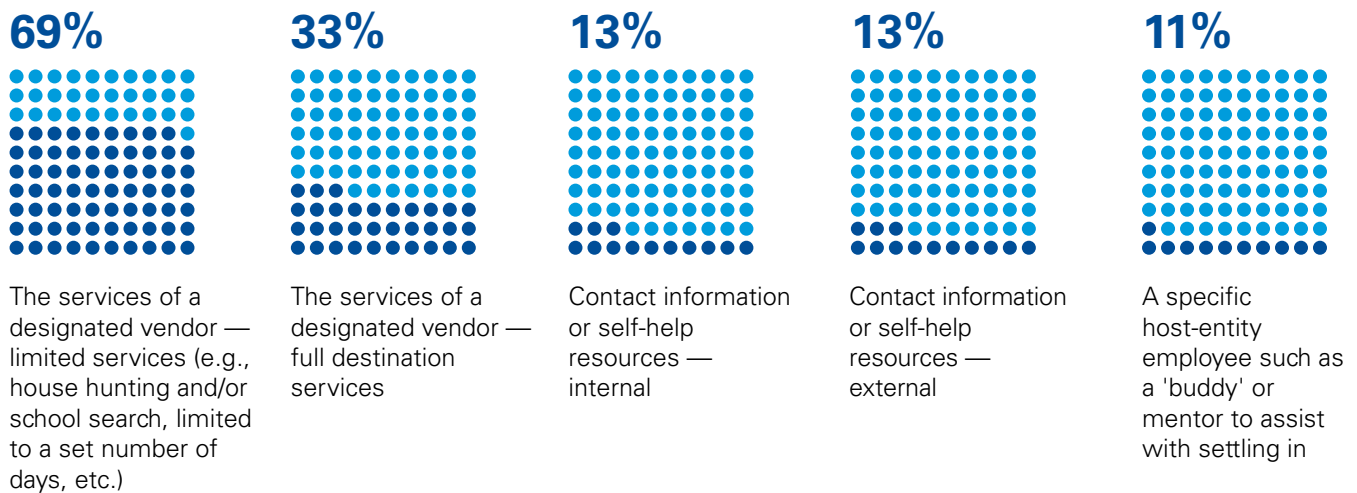 69%
The services of a
designated vendor —
limited services (e.g.,
house hunting and/or
school search, limited
to a set number of
days, etc.)
33%
The services of a
designated vendor —
full destination
services
13%
Contact information
or self-help
resources —
internal
13%
Contact information
or self-help
resources —
external
11%
A specific
host-entity
employee such as
a 'buddy' or
mentor to assist
with settling in